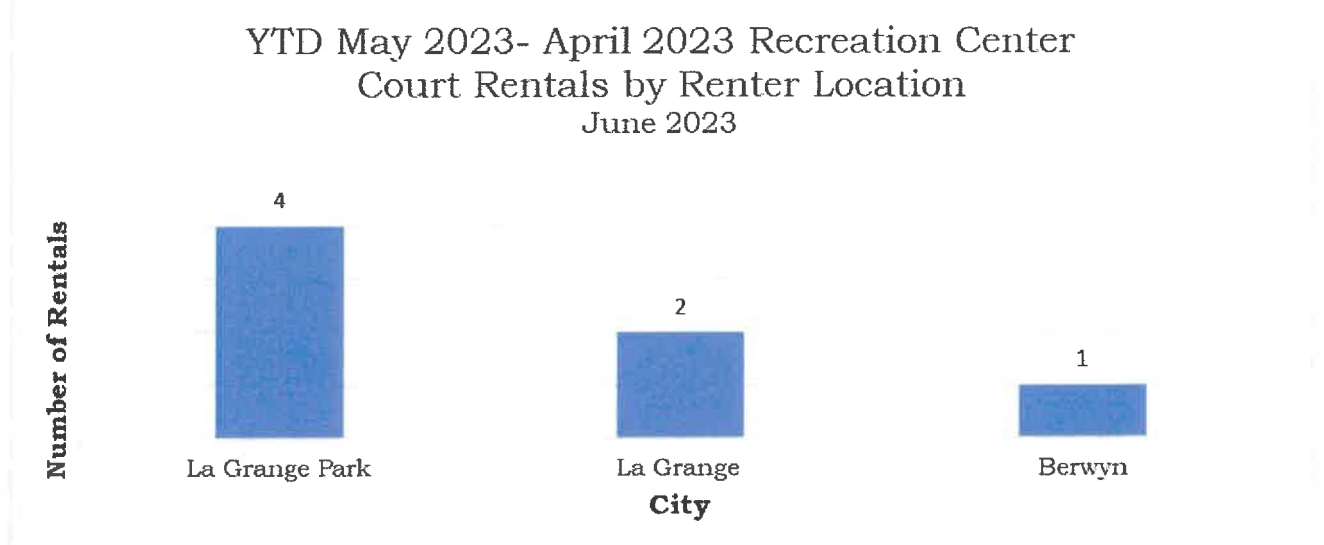 YTD May 2023- April 2023 Recreation Center
Court Rentals by Renter Location
June 2023
4
2
1
Number of Rentals
La Grange Park
La Grange
Berwyn
City